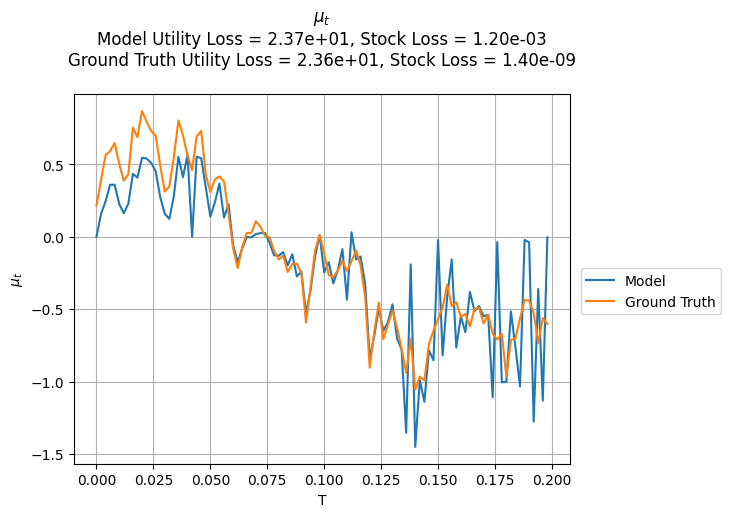 μt
Model Utility Loss = 2.37e+01, Stock Loss = 1.20e-03
Ground Truth Utility Loss = 2.36e+01, Stock Loss = 1.40e-09
0.5
0.0
−0.5
−1.0
−1.5
μt
0.000 0.025 0.050 0.075 0.100 0.125 0.150 0.175 0.200
T
Model
Ground Truth